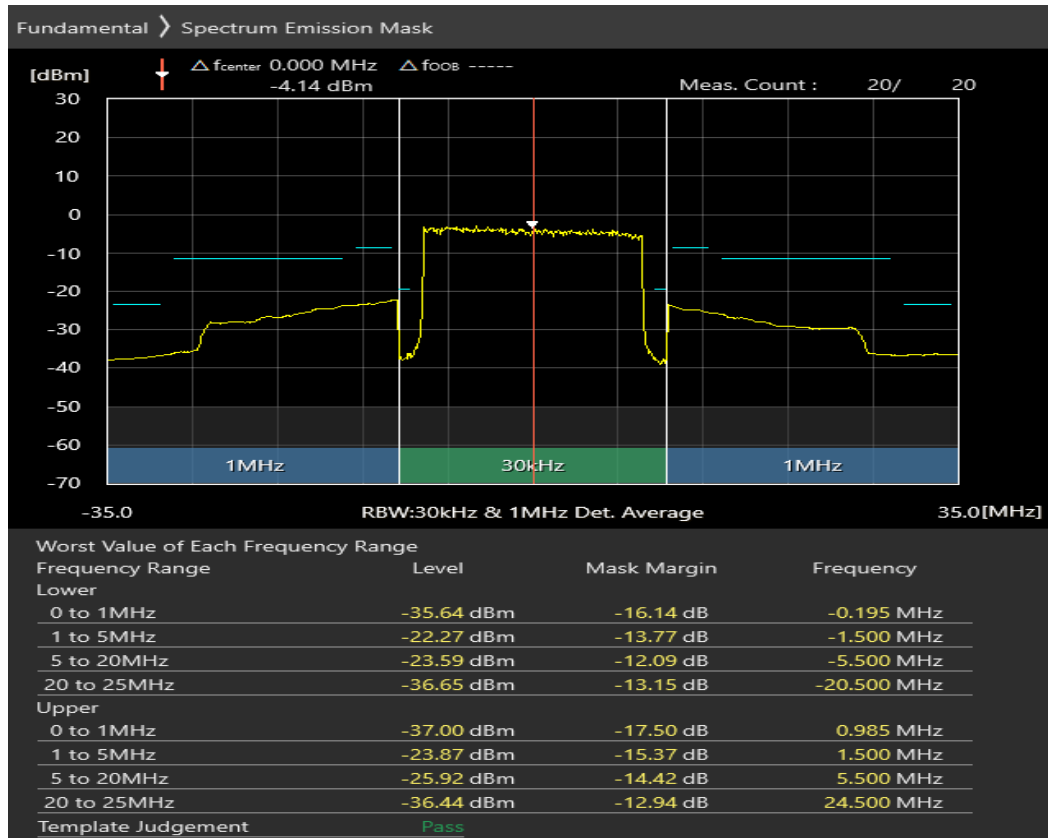 Fundamental 〉 Spectrum Emission Mask
[dBm] △ fcenter 0.000 MHz △ fOOB -----
-4.14 dBm Meas. Count : 20/ 20
30
20
10
0
-10
-20
-30
-40
-50
-60
-70
1MHz 30kHz 1MHz
-35.0 RBW:30kHz & 1MHz Det. Average 35.0[MHz]
Worst Value of Each Frequency Range
Frequency Range Level Mask Margin Frequency
Lower
0 to 1MHz -35.64 dBm -16.14 dB -0.195 MHz
1 to 5MHz -22.27 dBm -13.77 dB -1.500 MHz
5 to 20MHz -23.59 dBm -12.09 dB -5.500 MHz
20 to 25MHz -36.65 dBm -13.15 dB -20.500 MHz
Upper
0 to 1MHz -37.00 dBm -17.50 dB 0.985 MHz
1 to 5MHz -23.87 dBm -15.37 dB 1.500 MHz
5 to 20MHz -25.92 dBm -14.42 dB 5.500 MHz
20 to 25MHz -36.44 dBm -12.94 dB 24.500 MHz
Template Judgement Pass